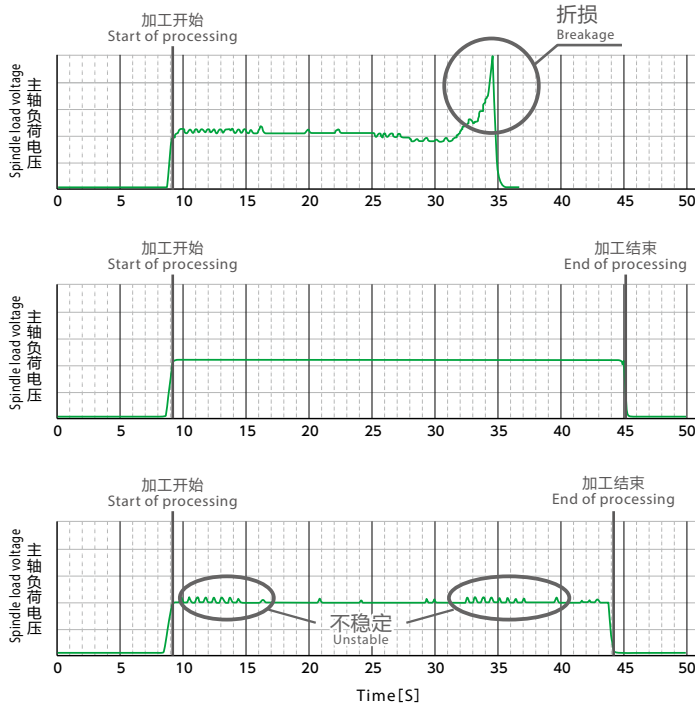 加工开始
Start of processing
折损
Breakage
Spindle load voltage
主轴负荷电压
0 5 10 15 20 25 30 35 40 45 50
加工开始
Start of processing
加工结束
End of processing
Spindle load voltage
主轴负荷电压
0 5 10 15 20 25 30 35 40 45 50
加工开始
Start of processing
加工结束
End of processing
Spindle load voltage
主轴负荷电压
不稳定
Unstable
0 5 10 15 20 25 30 35 40 45 50
Time[S]